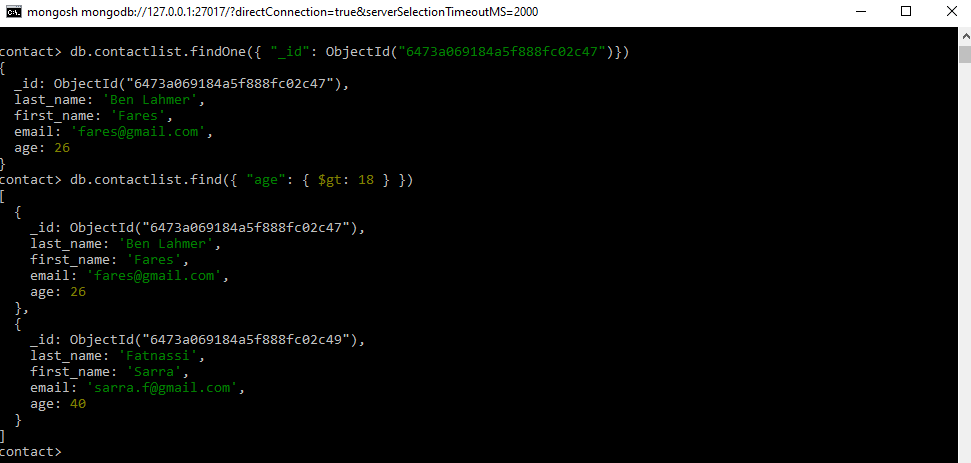 mongosh mongodb://127.0.0.1:27017/?directConnection=true&serverSelectionTimeoutMS=2000
contact> db.contactlist.findOne({ "_id": ObjectId("6473a069184a5f888fc02c47")})
{
  _id: ObjectId("6473a069184a5f888fc02c47"),
  last_name: 'Ben Lahmer',
  first_name: 'Fares',
  email: 'fares@gmail.com',
  age: 26
}
contact> db.contactlist.find({ "age": { $gt: 18 } })
[
  {
    _id: ObjectId("6473a069184a5f888fc02c47"),
    last_name: 'Ben Lahmer',
    first_name: 'Fares',
    email: 'fares@gmail.com',
    age: 26
  },
  {
    _id: ObjectId("6473a069184a5f888fc02c49"),
    last_name: 'Fatnassi',
    first_name: 'Sarra',
    email: 'sarra.f@gmail.com',
    age: 40
  }
]
contact>